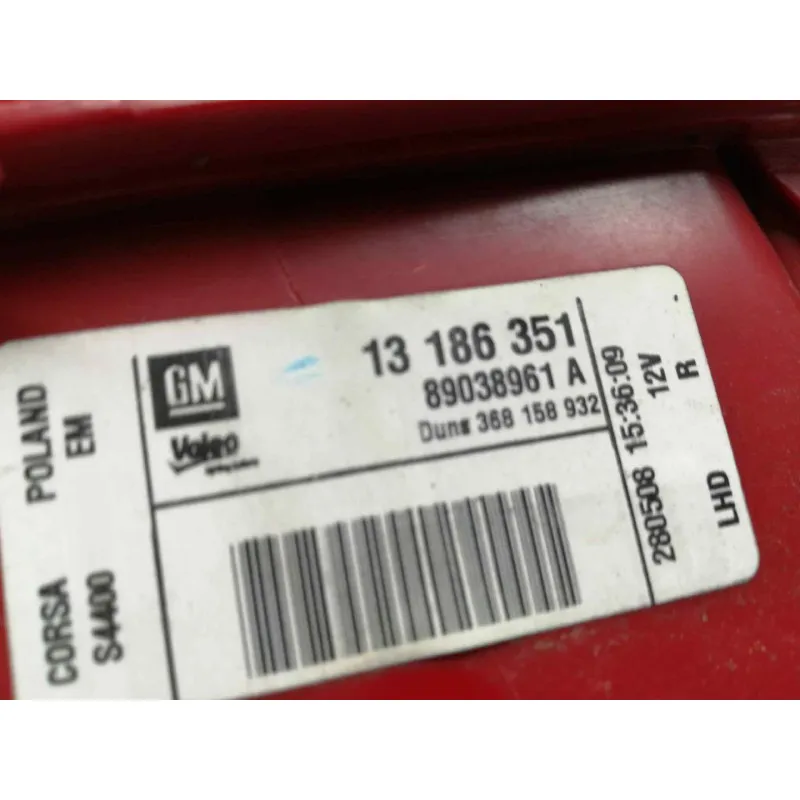 POLAND
EM
CORSA
S4400
GM
Valeo
13 186 351
89038961 A
Duns 368 158 932
280508 15:36:09
12V
R
LHD